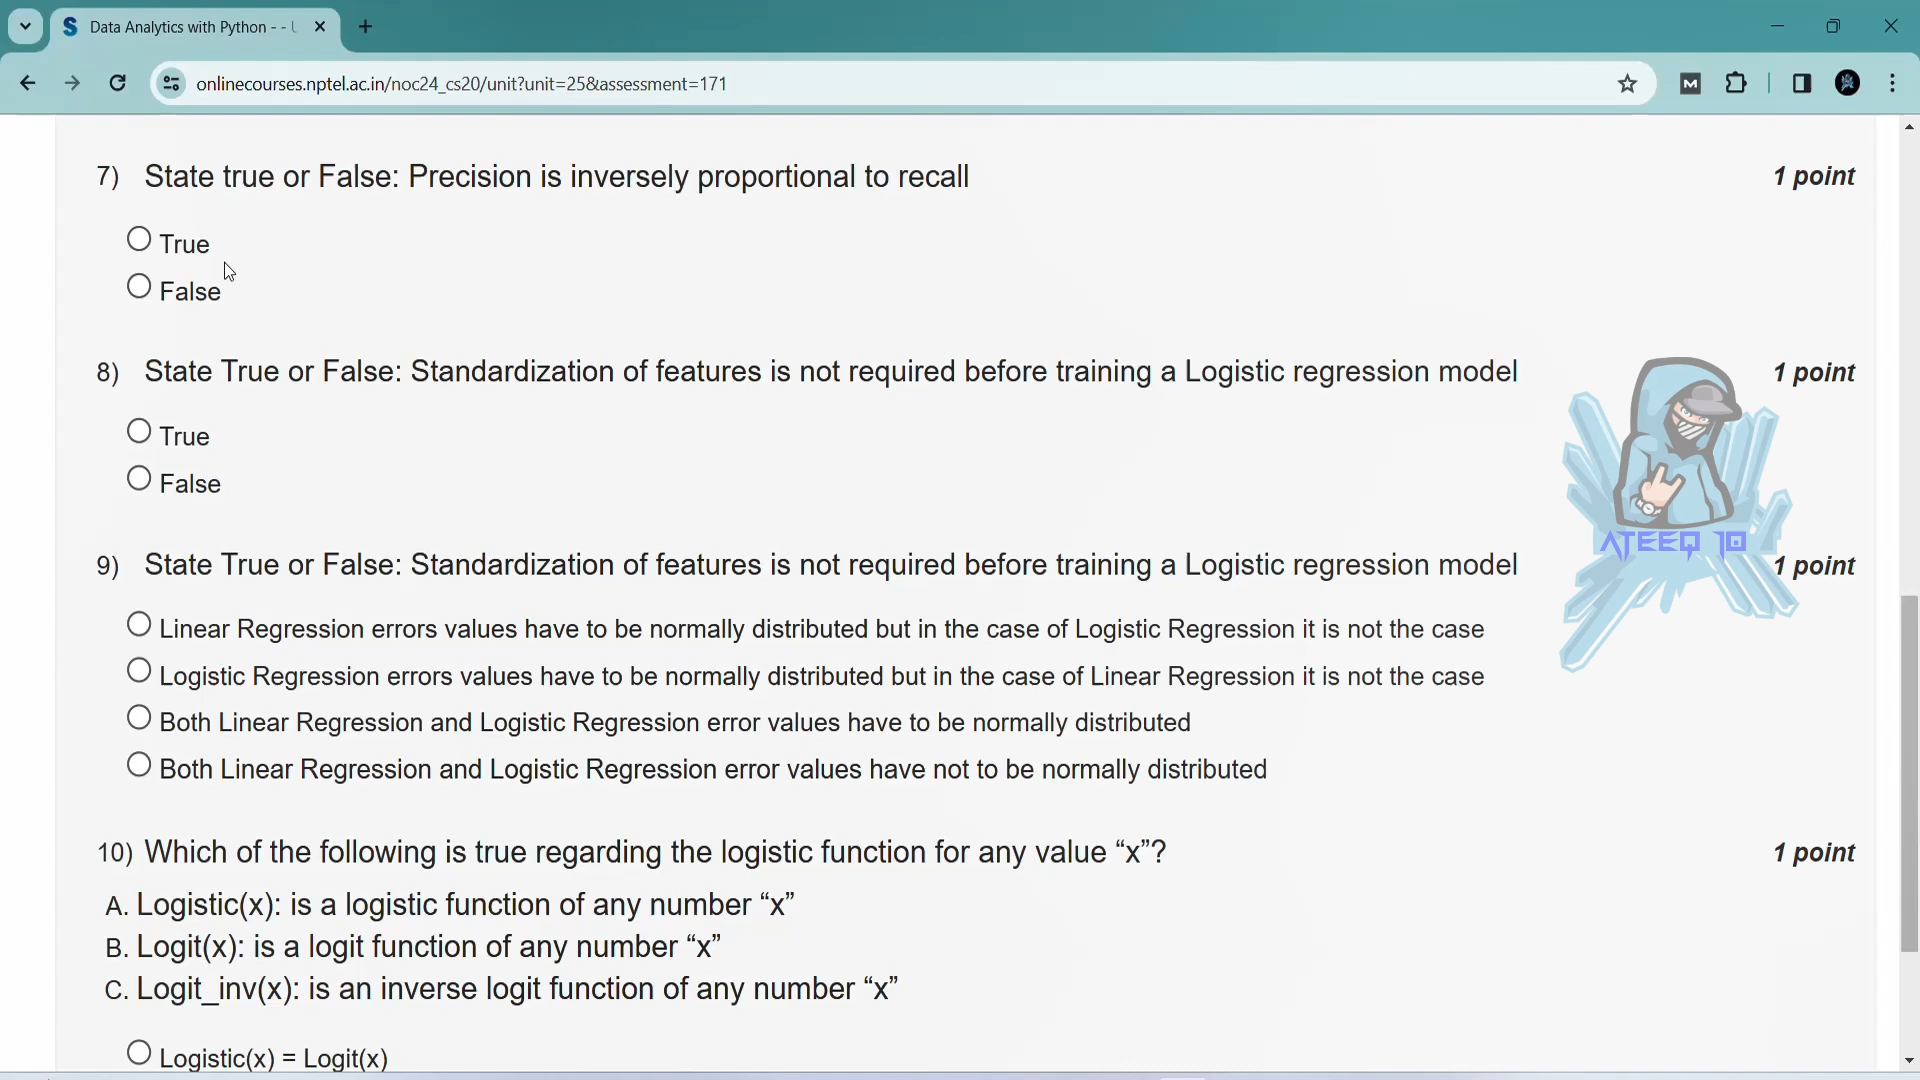 Data Analytics with Python - - U
onlinecourses.nptel.ac.in/noc24_cs20/unit?unit=25&assessment=171
7) State true or False: Precision is inversely proportional to recall 1 point
True
False
8) State True or False: Standardization of features is not required before training a Logistic regression model 1 point
True
False
ATEEQ 10
9) State True or False: Standardization of features is not required before training a Logistic regression model 1 point
Linear Regression errors values have to be normally distributed but in the case of Logistic Regression it is not the case
Logistic Regression errors values have to be normally distributed but in the case of Linear Regression it is not the case
Both Linear Regression and Logistic Regression error values have to be normally distributed
Both Linear Regression and Logistic Regression error values have not to be normally distributed
10) Which of the following is true regarding the logistic function for any value “x”? 1 point
A. Logistic(x): is a logistic function of any number “x”
B. Logit(x): is a logit function of any number “x”
C. Logit_inv(x): is an inverse logit function of any number “x”
Logistic(x) = Logit(x)